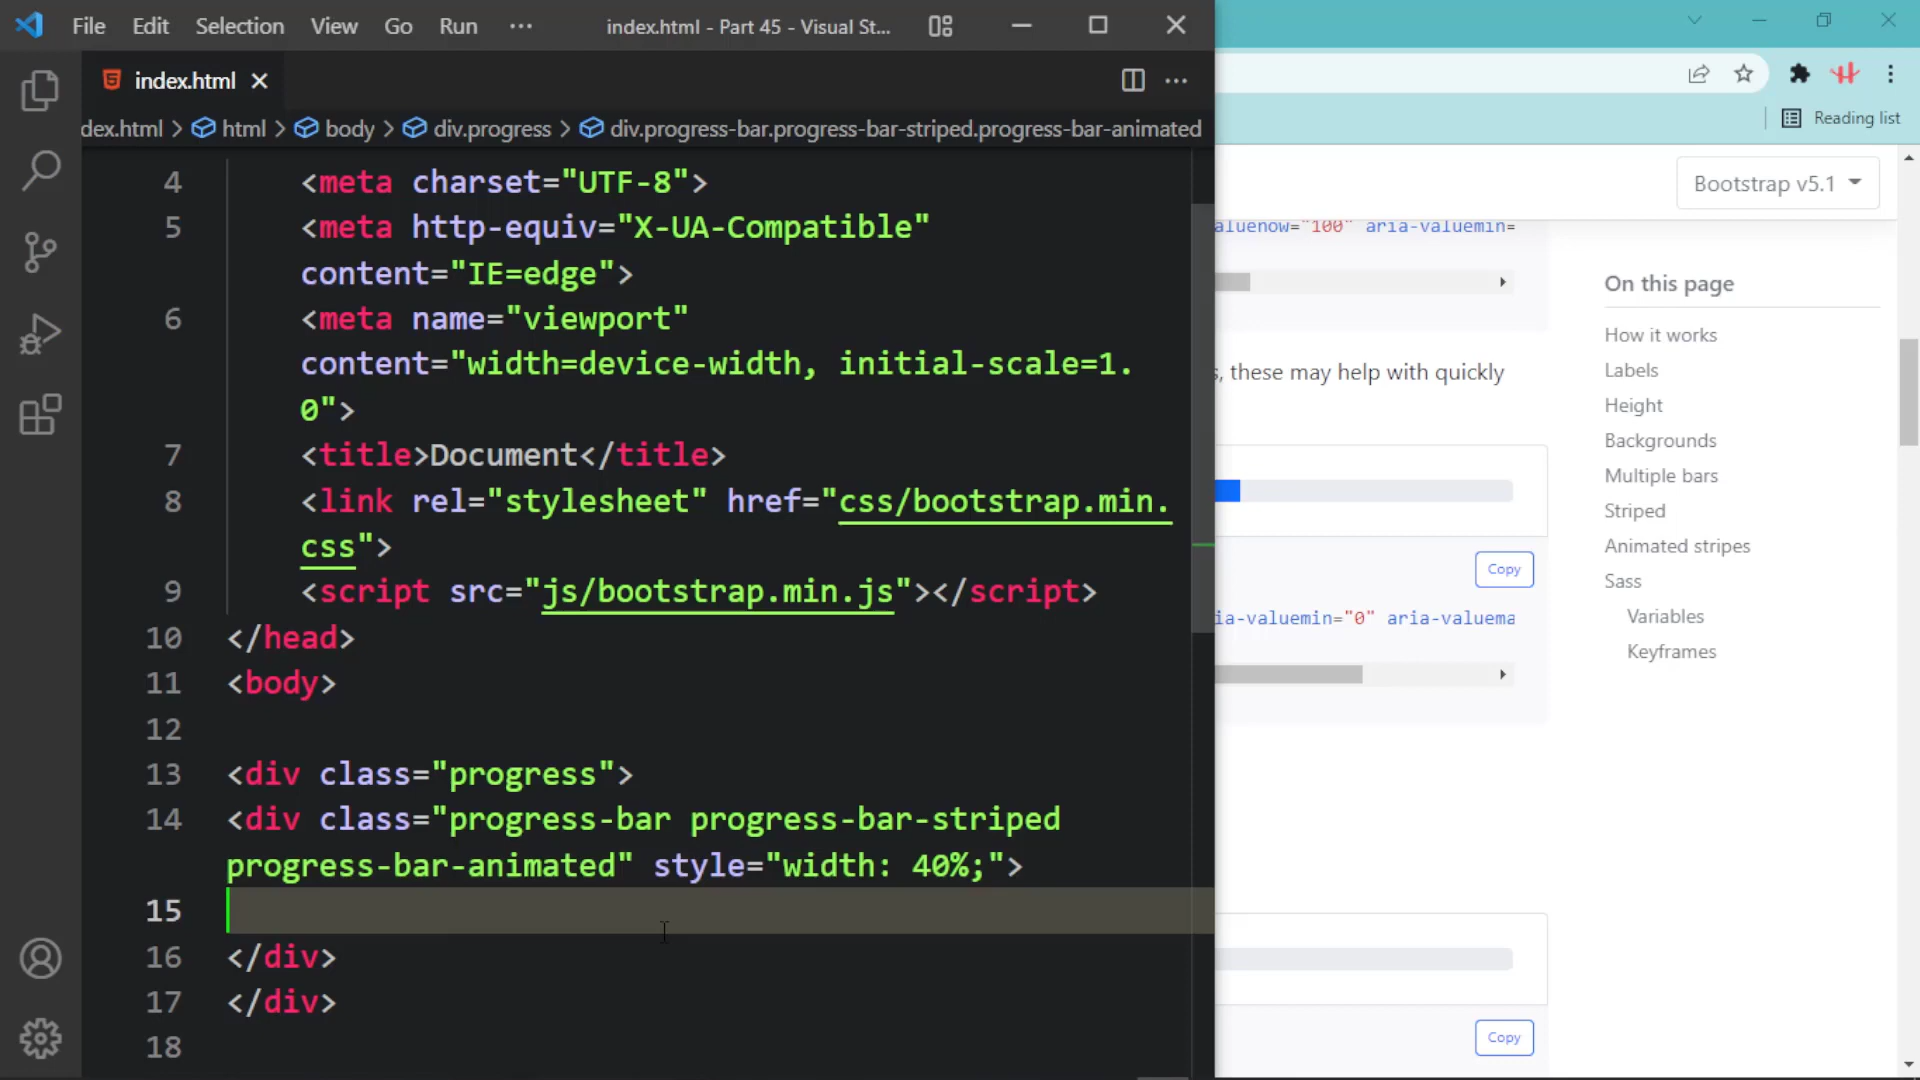 File Edit Selection View Go Run ··· index.html - Part 45 - Visual St...
index.html
dex.html > html > body > div.progress > div.progress-bar.progress-bar-striped.progress-bar-animated
4 <meta charset="UTF-8">
5 <meta http-equiv="X-UA-Compatible"
content="IE=edge">
6 <meta name="viewport"
content="width=device-width, initial-scale=1.
0">
7 <title>Document</title>
8 <link rel="stylesheet" href="css/bootstrap.min.
css">
9 <script src="js/bootstrap.min.js"></script>
10 </head>
11 <body>
12
13 <div class="progress">
14 <div class="progress-bar progress-bar-striped
progress-bar-animated" style="width: 40%;">
15
16 </div>
17 </div>
18
Reading list
Bootstrap v5.1
aluenow="100" aria-valuemin=
s, these may help with quickly
Copy
ia-valuemin="0" aria-valuema
Copy
On this page
How it works
Labels
Height
Backgrounds
Multiple bars
Striped
Animated stripes
Sass
Variables
Keyframes